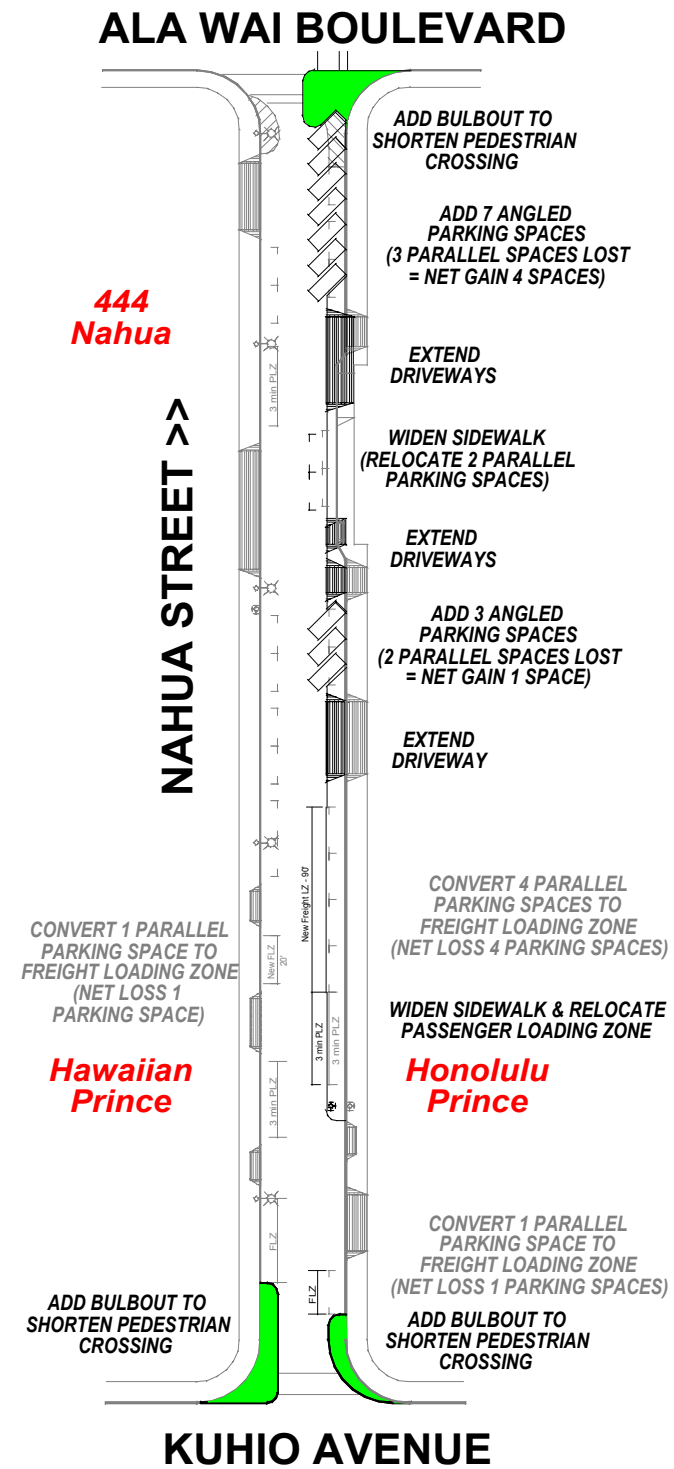 ALA WAI BOULEVARD
ADD BULBOUT TO
SHORTEN PEDESTRIAN
CROSSING
ADD 7 ANGLED
PARKING SPACES
(3 PARALLEL SPACES LOST
= NET GAIN 4 SPACES)
444
Nahua
3 min PLZ
EXTEND
DRIVEWAYS
NAHUA STREET >>
WIDEN SIDEWALK
(RELOCATE 2 PARALLEL
PARKING SPACES)
EXTEND
DRIVEWAYS
ADD 3 ANGLED
PARKING SPACES
(2 PARALLEL SPACES LOST
= NET GAIN 1 SPACE)
EXTEND
DRIVEWAY
New Freight LZ - 90'
CONVERT 4 PARALLEL
PARKING SPACES TO
FREIGHT LOADING ZONE
(NET LOSS 4 PARKING SPACES)
CONVERT 1 PARALLEL
PARKING SPACE TO
FREIGHT LOADING ZONE
(NET LOSS 1
PARKING SPACE)
New FLZ
20'
WIDEN SIDEWALK & RELOCATE
PASSENGER LOADING ZONE
3 min PLZ
3 min PLZ
Hawaiian
Prince
3 min PLZ
Honolulu
Prince
FLZ
CONVERT 1 PARALLEL
PARKING SPACE TO
FREIGHT LOADING ZONE
(NET LOSS 1 PARKING SPACES)
FLZ
ADD BULBOUT TO
SHORTEN PEDESTRIAN
CROSSING
ADD BULBOUT TO
SHORTEN PEDESTRIAN
CROSSING
KUHIO AVENUE